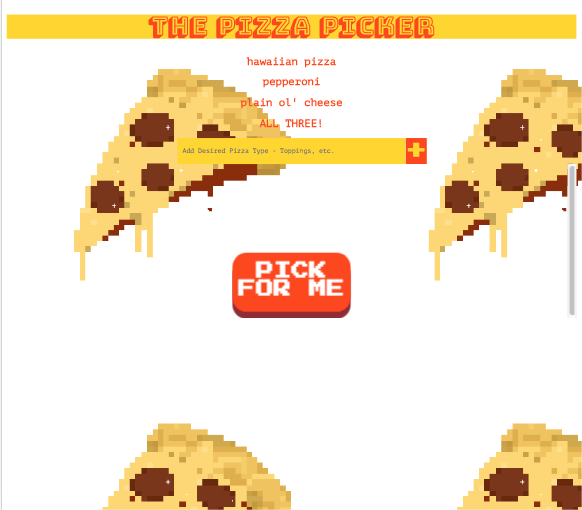 THE PIZZA PICKER
hawaiian pizza
pepperoni
plain ol' cheese
ALL THREE!
Add Desired Pizza Type - Toppings, etc.
PICK
FOR ME